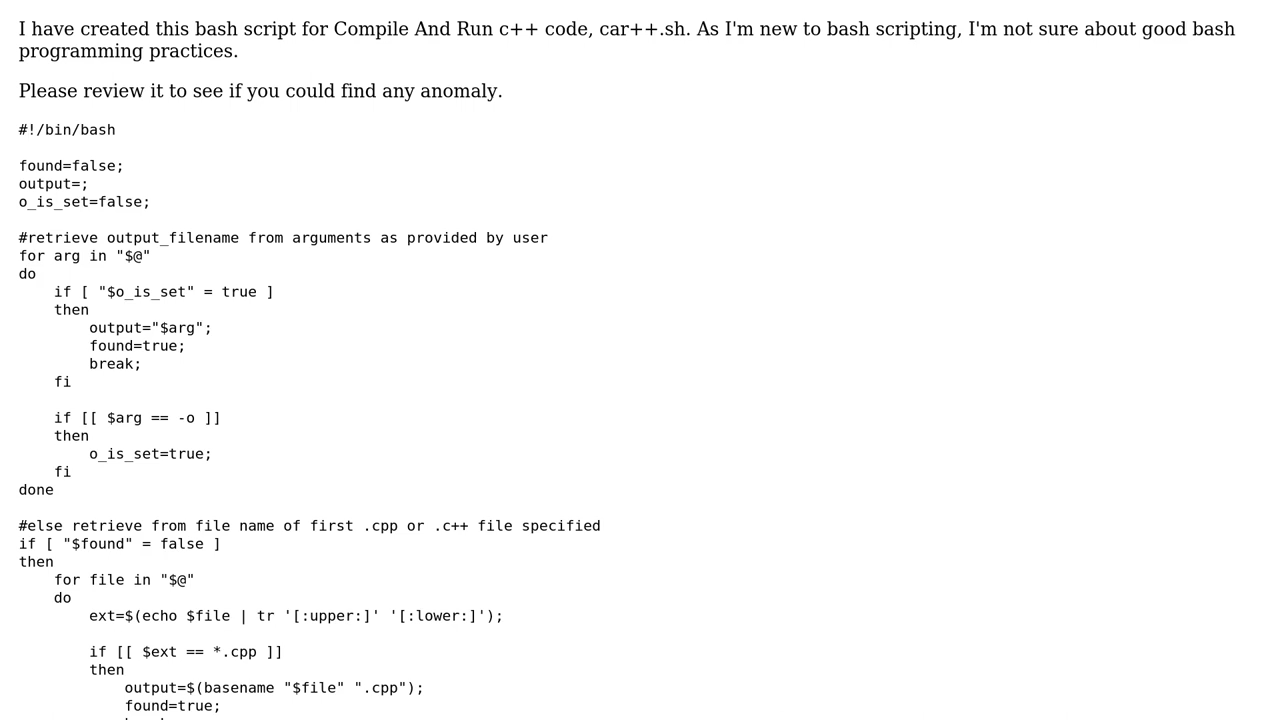 I have created this bash script for Compile And Run c++ code, car++.sh. As I'm new to bash scripting, I'm not sure about good bash
programming practices.
Please review it to see if you could find any anomaly.
#!/bin/bash
found=false;
output=;
o_is_set=false;
#retrieve output_filename from arguments as provided by user
for arg in "$@"
do
    if [ "$o_is_set" = true ]
    then
        output="$arg";
        found=true;
        break;
    fi
    if [[ $arg == -o ]]
    then
        o_is_set=true;
    fi
done
#else retrieve from file name of first .cpp or .c++ file specified
if [ "$found" = false ]
then
    for file in "$@"
    do
        ext=$(echo $file | tr '[:upper:]' '[:lower:]');
        if [[ $ext == *.cpp ]]
        then
            output=$(basename "$file" ".cpp");
            found=true;